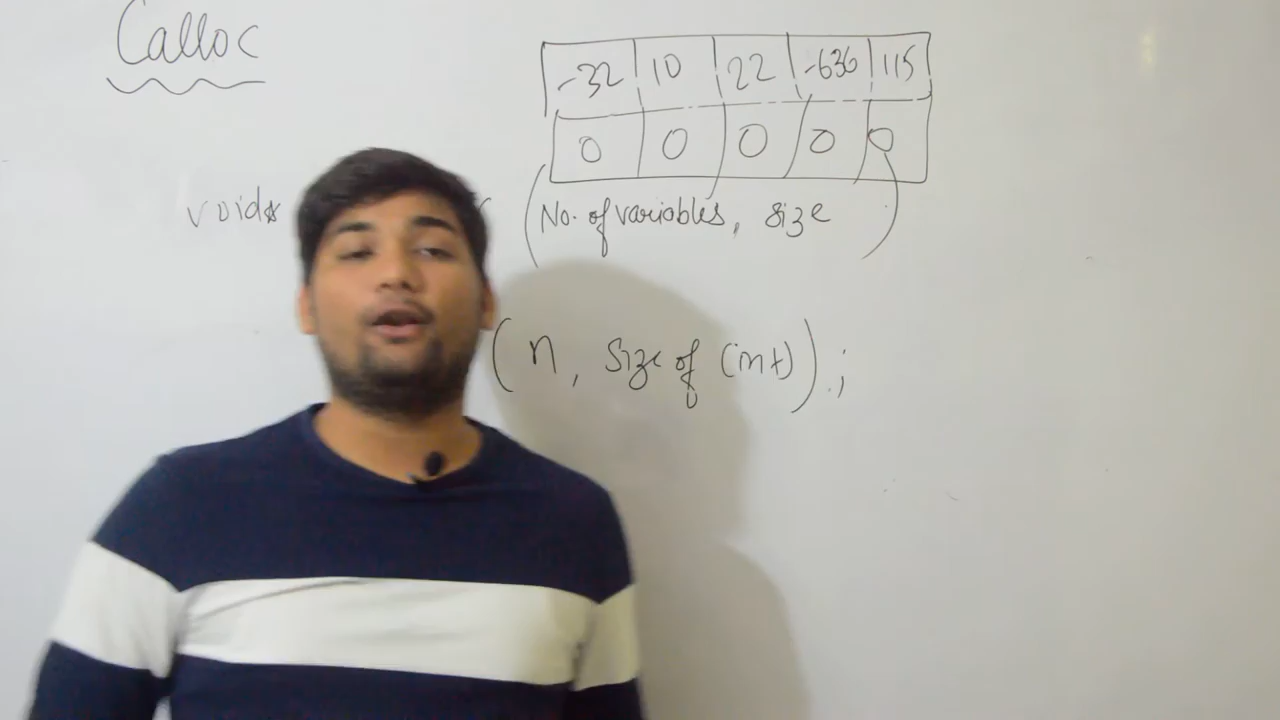 Calloc
-32 10 22 -636 115
0 0 0 0 0
void* (No. of variables, size)
(n, size of (int));